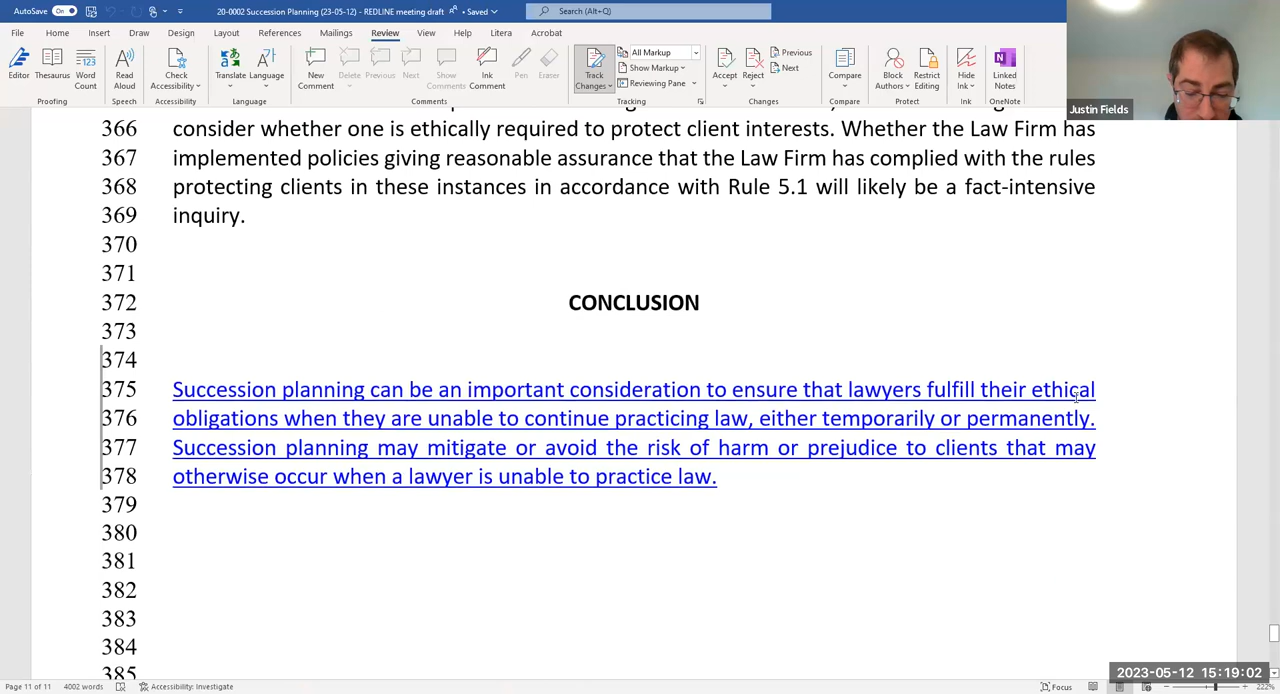 AutoSave On 20-0002 Succession Planning (23-05-12) - REDLINE meeting draft • Saved Search (Alt+Q)
File Home Insert Draw Design Layout References Mailings Review View Help Litera Acrobat
Editor Thesaurus Word Count Read Aloud Check Accessibility Translate Language New Comment Delete Previous Next Show Comments Ink Comment Pen Eraser Track Changes All Markup Show Markup Reviewing Pane Accept Reject Previous Next Compare Block Authors Restrict Editing Hide Ink Linked Notes
Proofing Speech Accessibility Language Comments Tracking Changes Compare Protect Ink OneNote
Justin Fields
366 consider whether one is ethically required to protect client interests. Whether the Law Firm has
367 implemented policies giving reasonable assurance that the Law Firm has complied with the rules
368 protecting clients in these instances in accordance with Rule 5.1 will likely be a fact-intensive
369 inquiry.
370
371
372 CONCLUSION
373
374
375 Succession planning can be an important consideration to ensure that lawyers fulfill their ethical
376 obligations when they are unable to continue practicing law, either temporarily or permanently.
377 Succession planning may mitigate or avoid the risk of harm or prejudice to clients that may
378 otherwise occur when a lawyer is unable to practice law.
379
380
381
382
383
384
385
2023-05-12 15:19:02
Page 11 of 11 4002 words Accessibility: Investigate Focus 222%